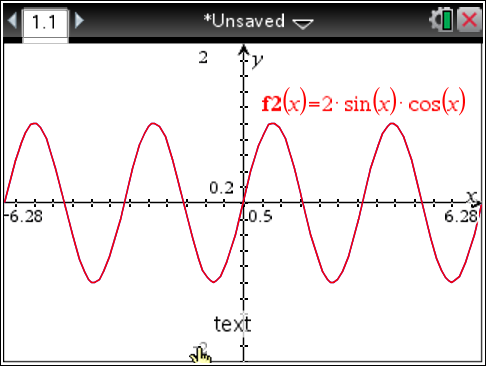 1.1
*Unsaved
2
y
f2(x)=2·sin(x)·cos(x)
0.2
x
-6.28
0.5
6.28
text